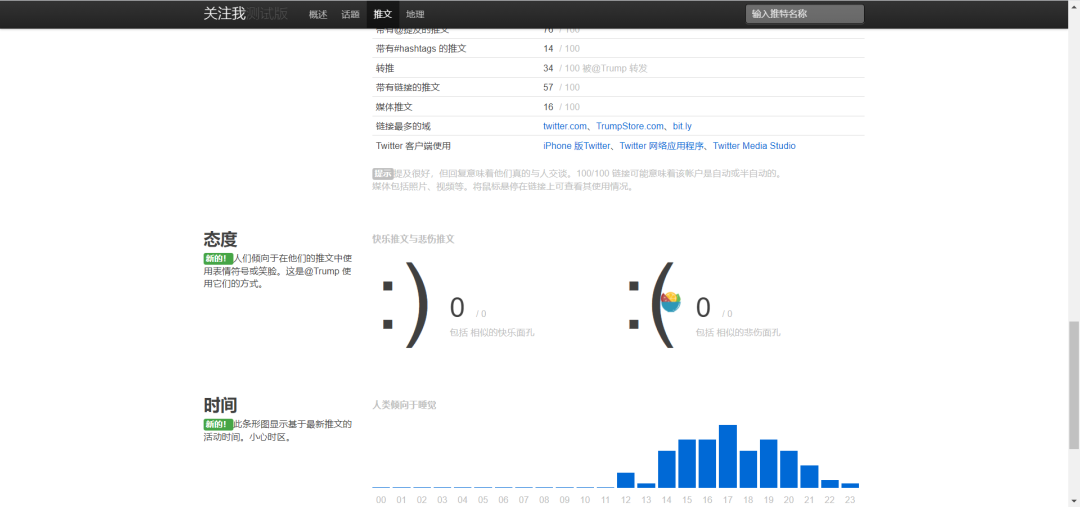 关注我测试版 概述 话题 推文 地理 输入推特名称
带有@提及的推文 76 / 100
带有#hashtags 的推文 14 / 100
转推 34 / 100 被@Trump 转发
带有链接的推文 57 / 100
媒体推文 16 / 100
链接最多的域 twitter.com、TrumpStore.com、bit.ly
Twitter 客户端使用 iPhone 版Twitter、Twitter 网络应用程序、Twitter Media Studio
提示提及很好，但回复意味着他们真的与人交谈。100/100 链接可能意味着该帐户是自动或半自动的。
媒体包括照片、视频等。将鼠标悬停在链接上可查看其使用情况。
态度
新的！人们倾向于在他们的推文中使
用表情符号或笑脸。这是@Trump 使
用它们的方式。
快乐推文与悲伤推文
:) 0 / 0
包括 相似的快乐面孔
:( 0 / 0
包括 相似的悲伤面孔
时间
新的！此条形图显示基于最新推文的
活动时间。小心时区。
人类倾向于睡觉
00 01 02 03 04 05 06 07 08 09 10 11 12 13 14 15 16 17 18 19 20 21 22 23